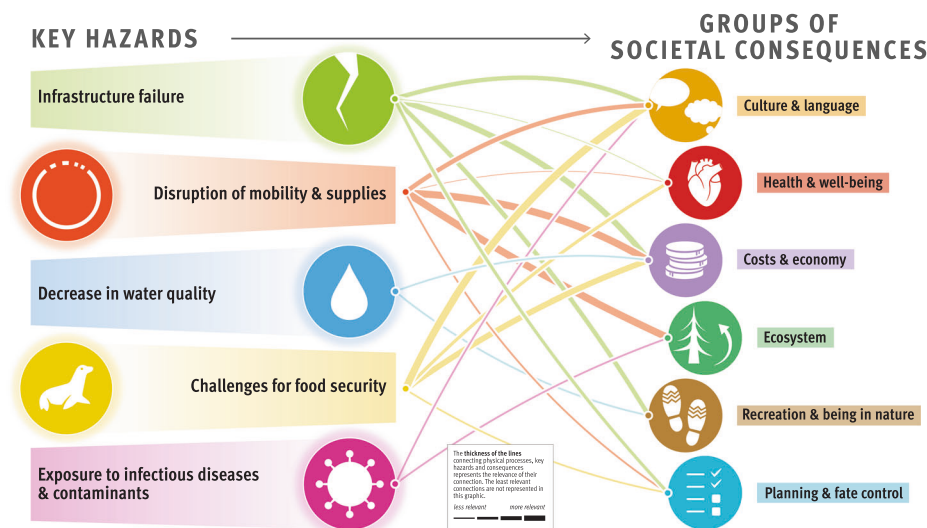 KEY HAZARDS
GROUPS OF
SOCIETAL CONSEQUENCES
Infrastructure failure
Disruption of mobility & supplies
Decrease in water quality
Challenges for food security
Exposure to infectious diseases
& contaminants
Culture & language
Health & well-being
Costs & economy
Ecosystem
Recreation & being in nature
Planning & fate control
The thickness of the lines
connecting physical processes, key
hazards and consequences
represents the relevance of their
connection. The least relevant
connections are not represented in
this graphic.
less relevant more relevant